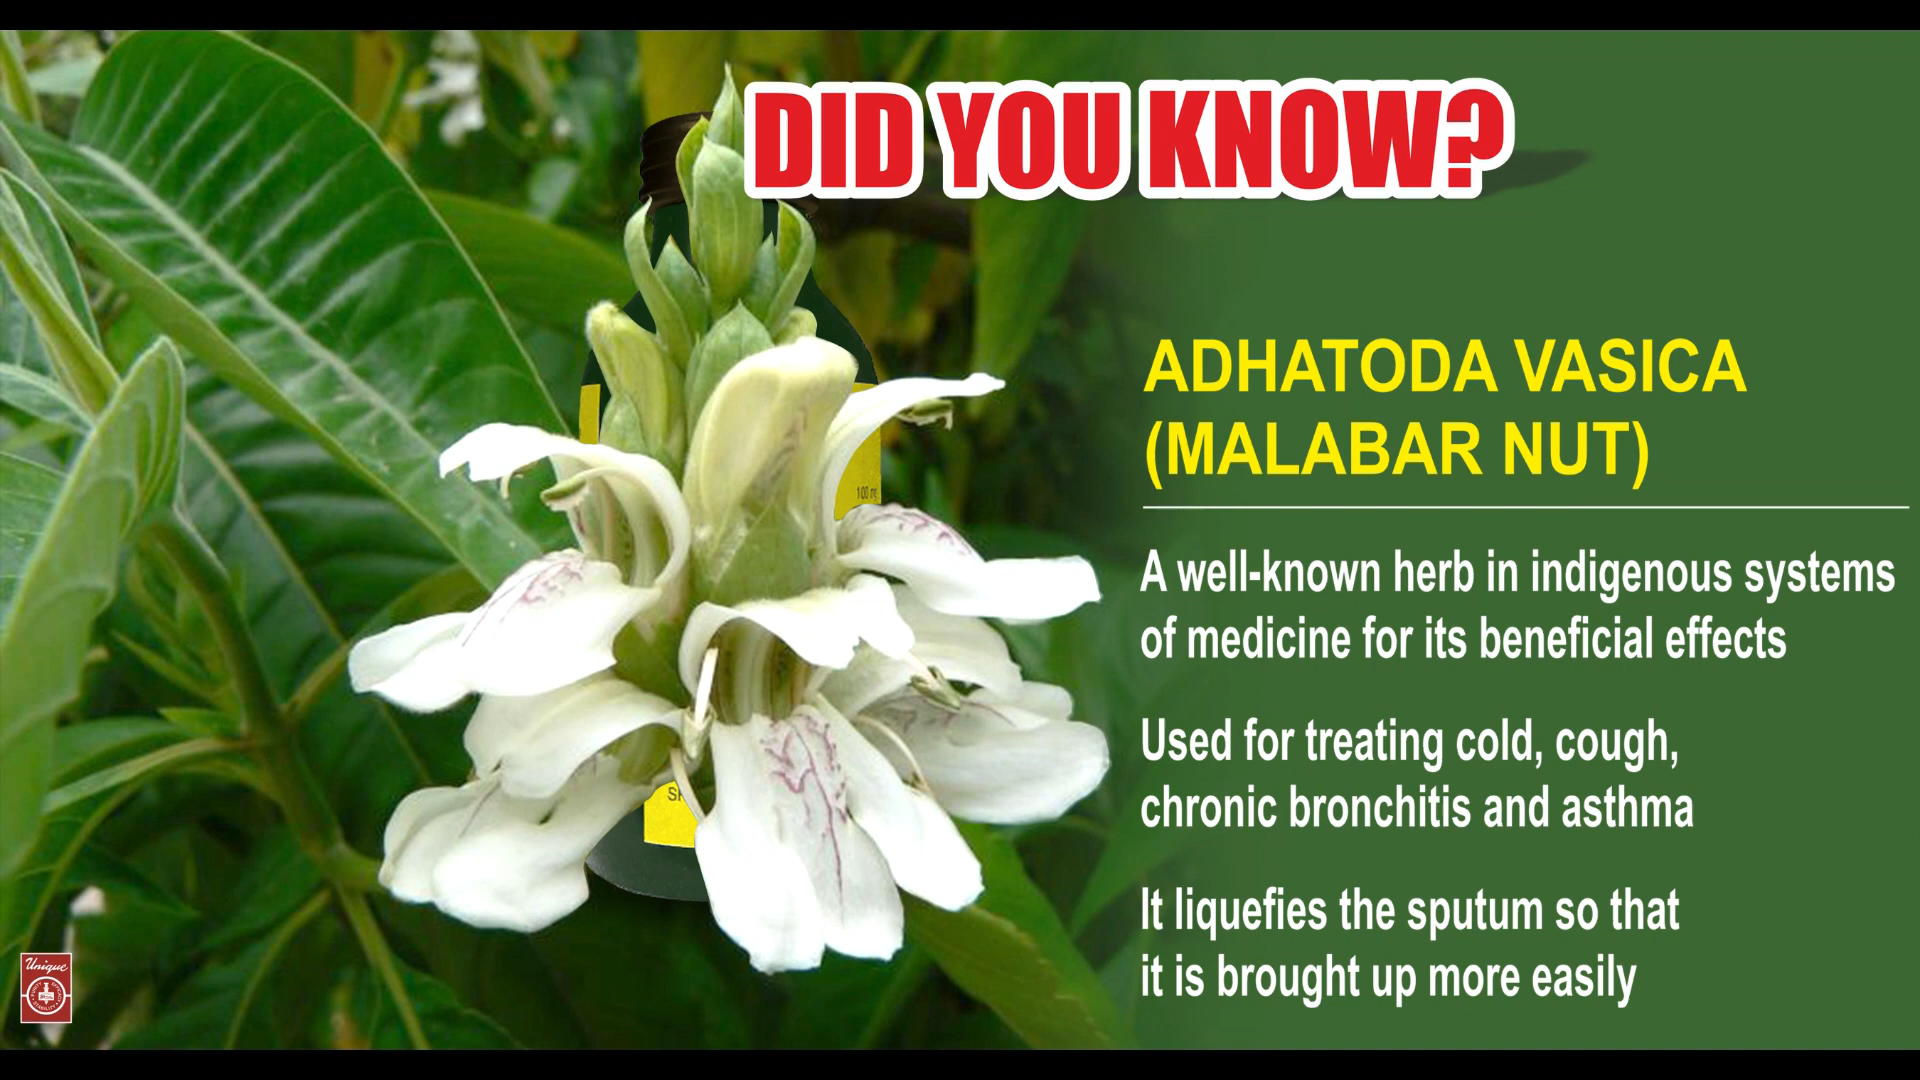 DID YOU KNOW?
ADHATODA VASICA
(MALABAR NUT)
A well-known herb in indigenous systems
of medicine for its beneficial effects
Used for treating cold, cough,
chronic bronchitis and asthma
It liquefies the sputum so that
it is brought up more easily
100
Unique